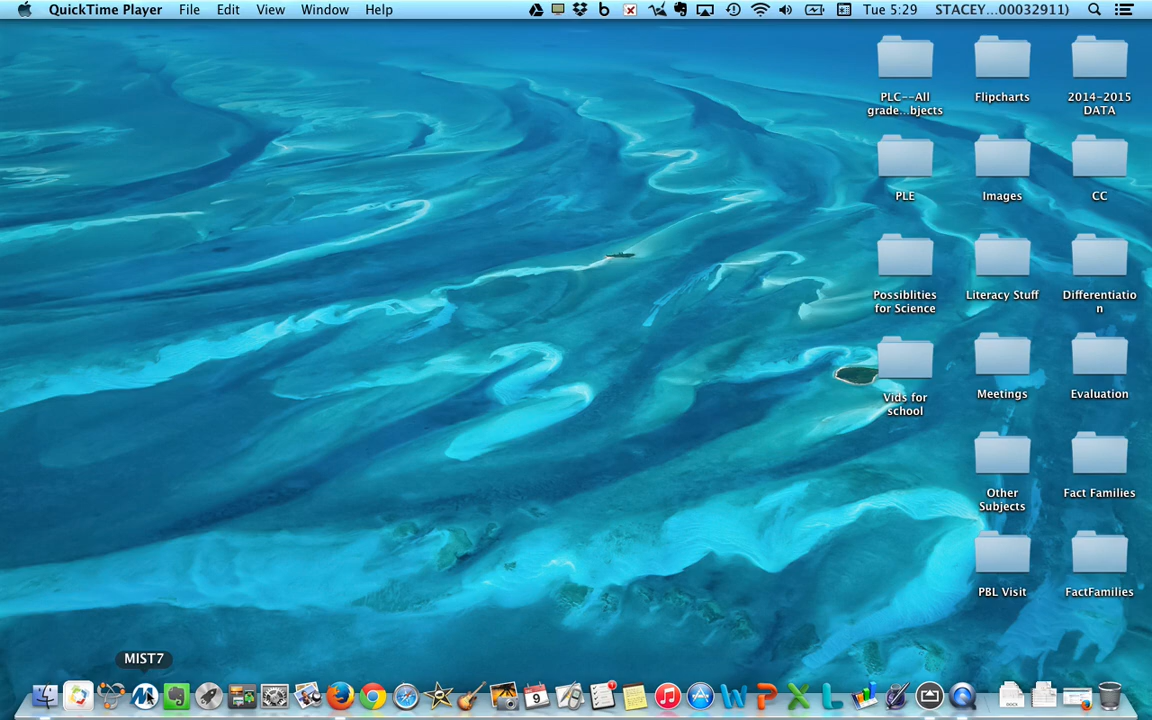 QuickTime Player File Edit View Window Help Tue 5:29 STACEY...00032911)
PLC--All
grade...bjects
Flipcharts
2014-2015
DATA
PLE
Images
CC
Possiblities
for Science
Literacy Stuff
Differentiatio
n
Vids for
school
Meetings
Evaluation
Other
Subjects
Fact Families
PBL Visit
FactFamilies
MIST7
9